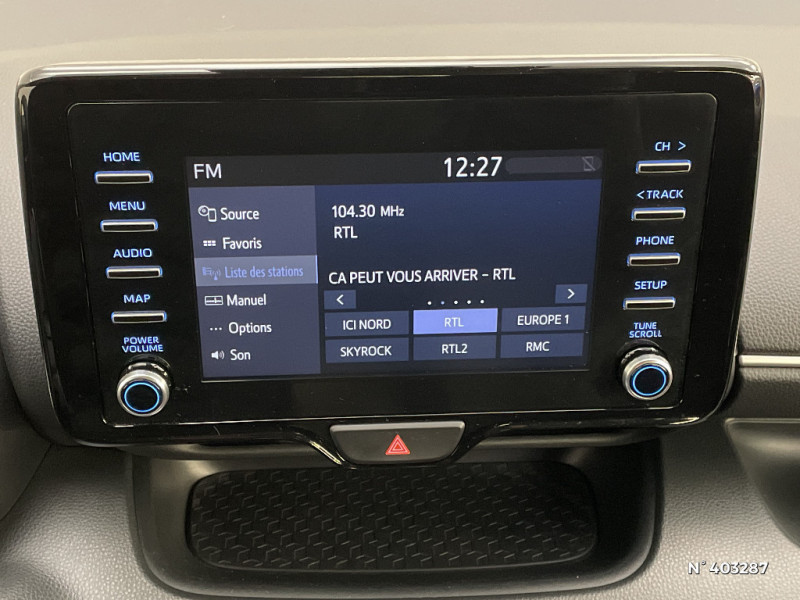 HOME
MENU
AUDIO
MAP
POWER
VOLUME
FM
12:27
Source
Favoris
Liste des stations
Manuel
Options
Son
104.30 MHz
RTL
CA PEUT VOUS ARRIVER – RTL
< >
ICI NORD RTL EUROPE 1
SKYROCK RTL2 RMC
CH >
< TRACK
PHONE
SETUP
TUNE
SCROLL
N° 403287